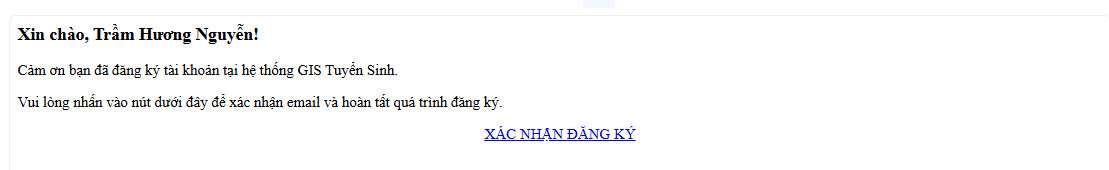 Xin chào, Trầm Hương Nguyễn!
Cảm ơn bạn đã đăng ký tài khoản tại hệ thống GIS Tuyển Sinh.
Vui lòng nhấn vào nút dưới đây để xác nhận email và hoàn tất quá trình đăng ký.
XÁC NHẬN ĐĂNG KÝ